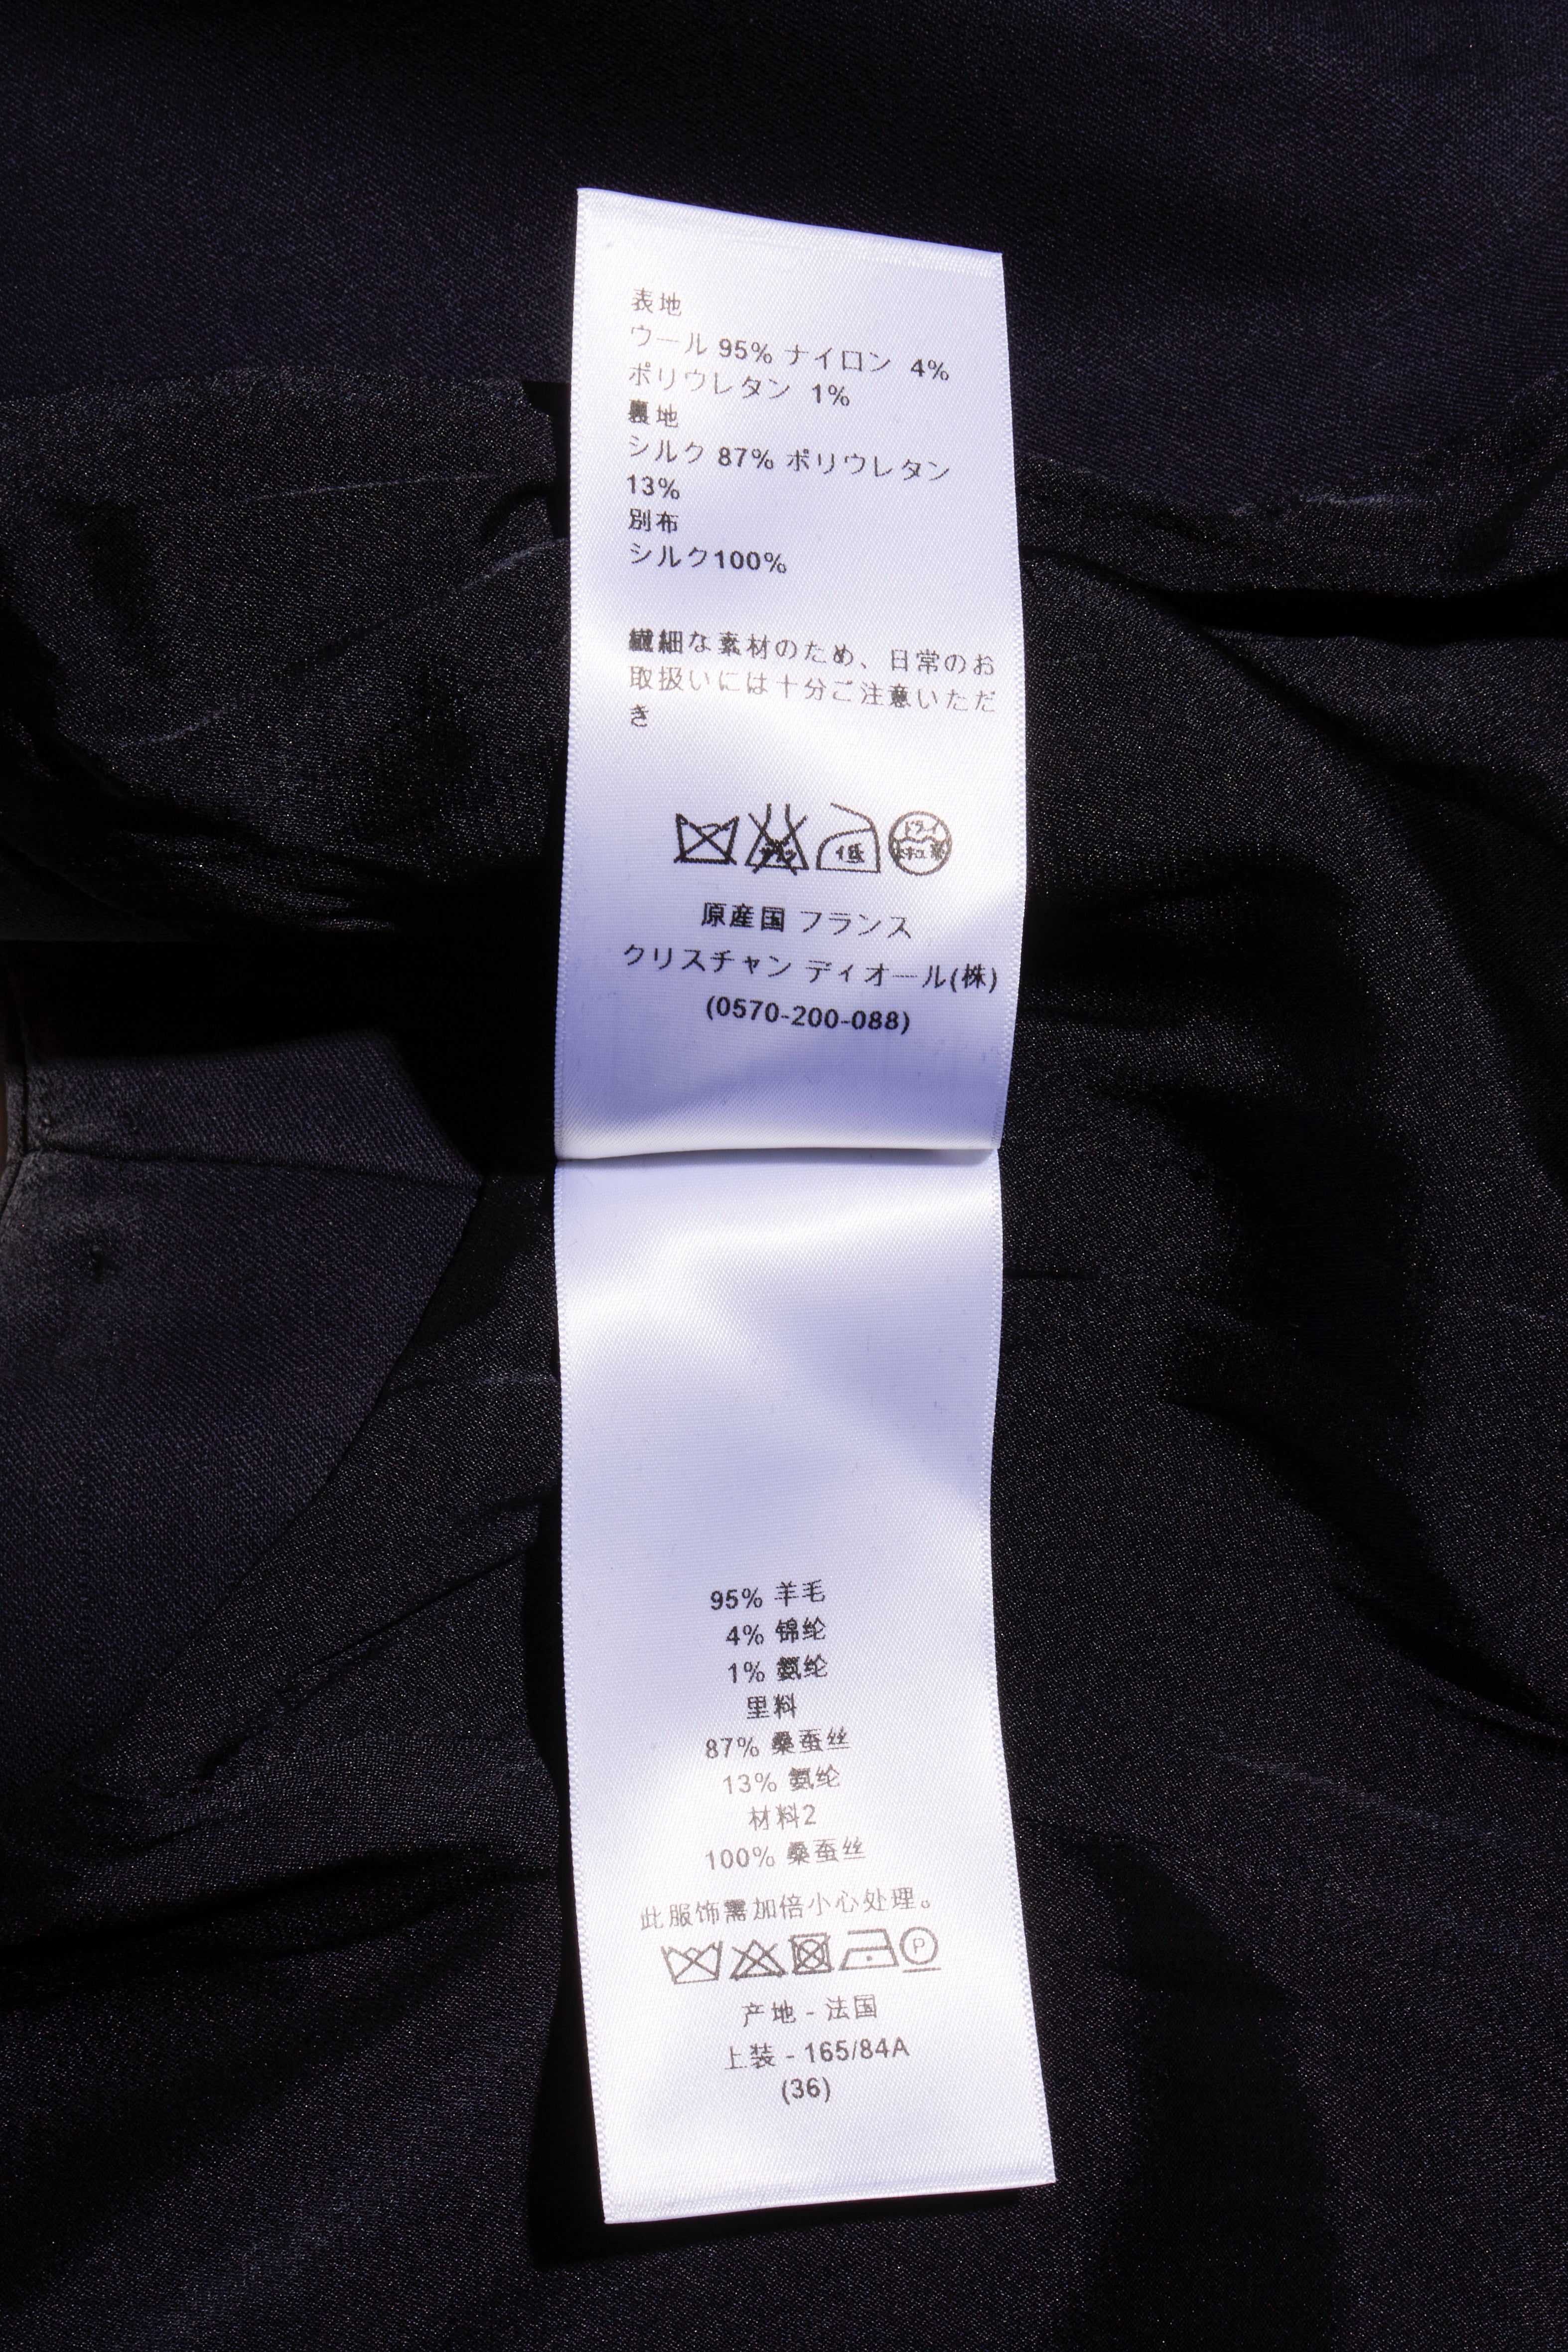 表地
ウール 95% ナイロン 4%
ポリウレタン 1%
裏地
シルク 87% ポリウレタン
13%
別布
シルク100%
繊細な素材のため、日常のお
取扱いには十分ご注意いただ
き
低
ドライ
原産国 フランス
クリスチャン ディオール(株)
(0570-200-088)
95% 羊毛
4% 锦纶
1% 氨纶
里料
87% 桑蚕丝
13% 氨纶
材料2
100% 桑蚕丝
此服饰需加倍小心处理。
P
产地 - 法国
上装 - 165/84A
(36)